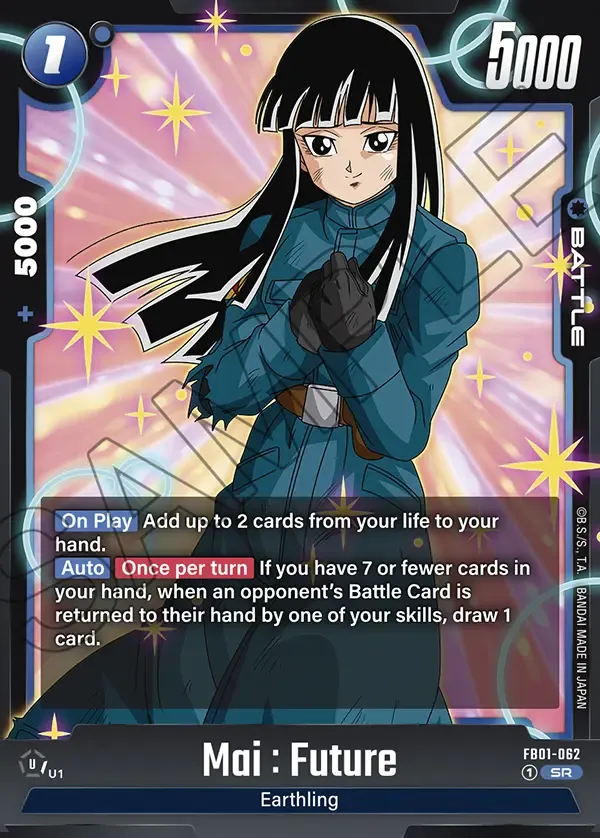 1
5000
+ 5000
BATTLE
SAMPLE
On Play Add up to 2 cards from your life to your
hand.
Auto Once per turn If you have 7 or fewer cards in
your hand, when an opponent's Battle Card is
returned to their hand by one of your skills, draw 1
card.
©B.S./S., T.A. BANDAI MADE IN JAPAN
U/U1
Mai : Future
FB01-062
1 SR
Earthling